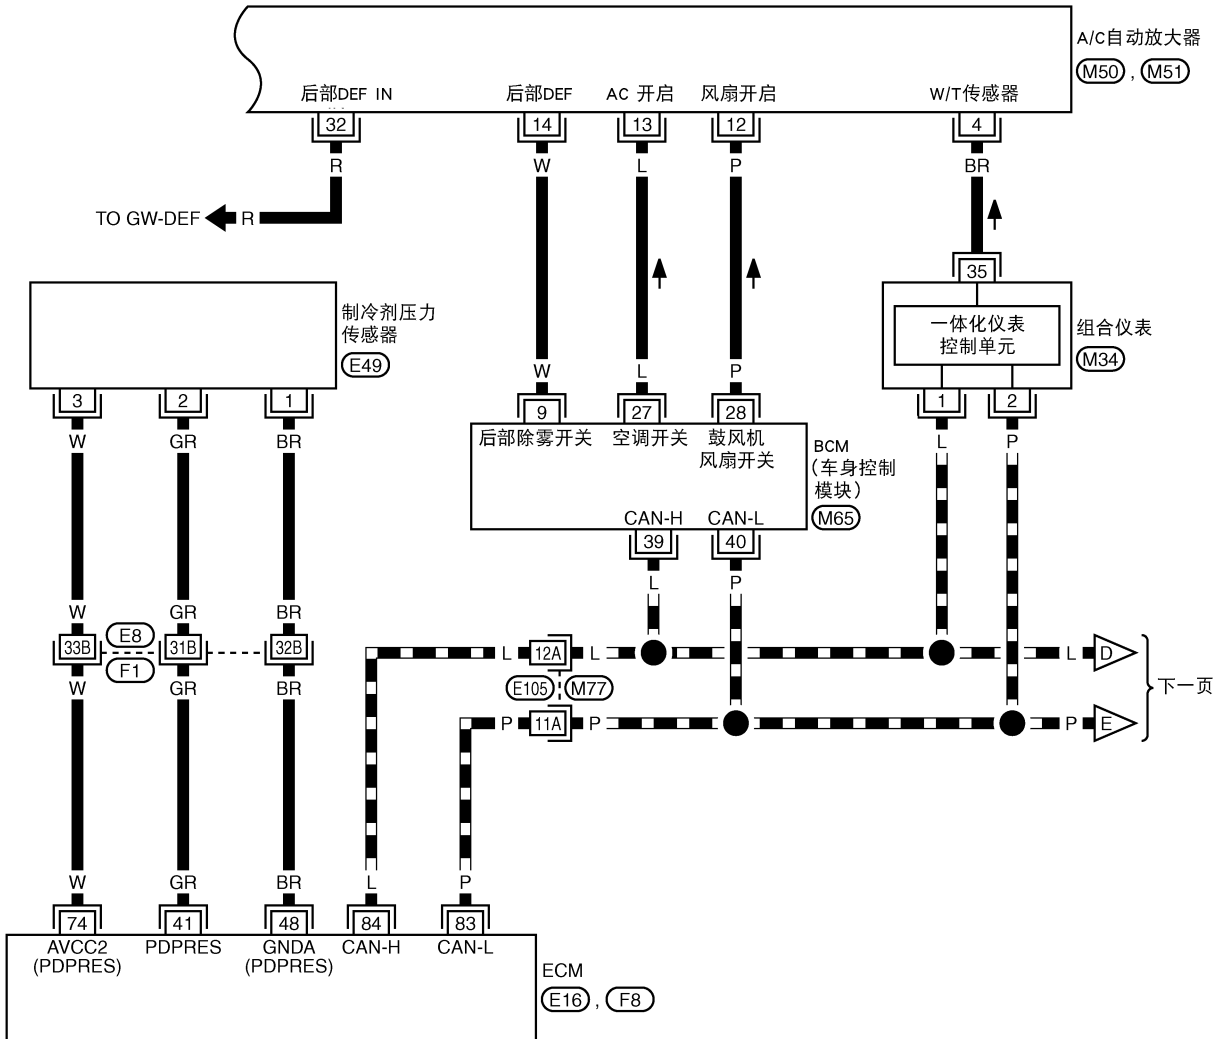 A/C自动放大器
M50 , M51
后部DEF IN 后部DEF AC 开启 风扇开启 W/T传感器
32 14 13 12 4
R W L P BR
TO GW-DEF R
35
制冷剂压力
传感器
E49
一体化仪表
控制单元
组合仪表
M34
W L P
3 2 1 9 27 28 1 2
W GR BR L P
后部除雾开关 空调开关 鼓风机
风扇开关
BCM
（车身控制
模块）
M65
CAN-H CAN-L
39 40
L P
W GR BR
33B E8 31B 32B
F1
W GR BR
L 12A L L D
E105 M77
下一页
P 11A P P E
W GR BR L P
74 41 48 84 83
AVCC2 PDPRES GNDA CAN-H CAN-L
(PDPRES) (PDPRES)
ECM
E16 , F8